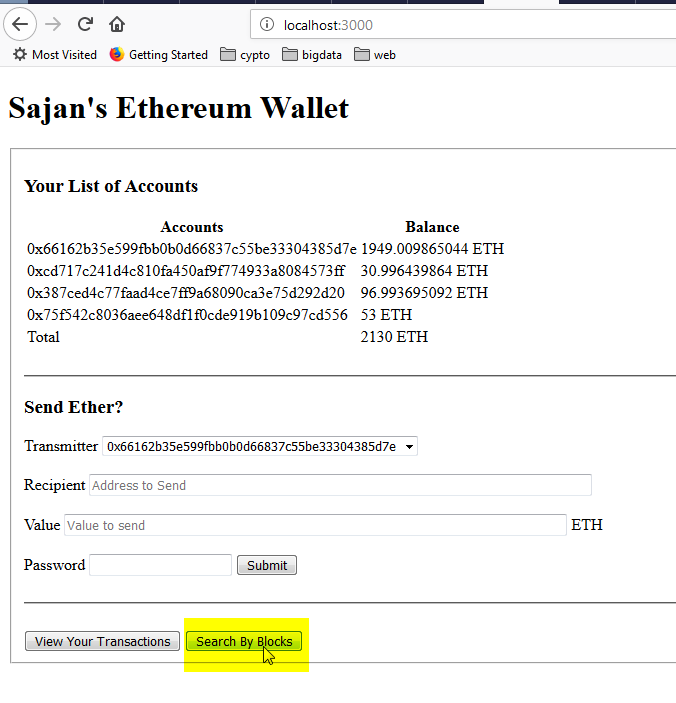 localhost:3000
Most Visited Getting Started cypto bigdata web
Sajan's Ethereum Wallet
Your List of Accounts
Accounts Balance
0x66162b35e599fbb0b0d66837c55be33304385d7e 1949.009865044 ETH
0xcd717c241d4c810fa450af9f774933a8084573ff 30.996439864 ETH
0x387ced4c77faad4ce7ff9a68090ca3e75d292d20 96.993695092 ETH
0x75f542c8036aee648df1f0cde919b109c97cd556 53 ETH
Total 2130 ETH
Send Ether?
Transmitter 0x66162b35e599fbb0b0d66837c55be33304385d7e
Recipient Address to Send
Value Value to send ETH
Password Submit
View Your Transactions Search By Blocks